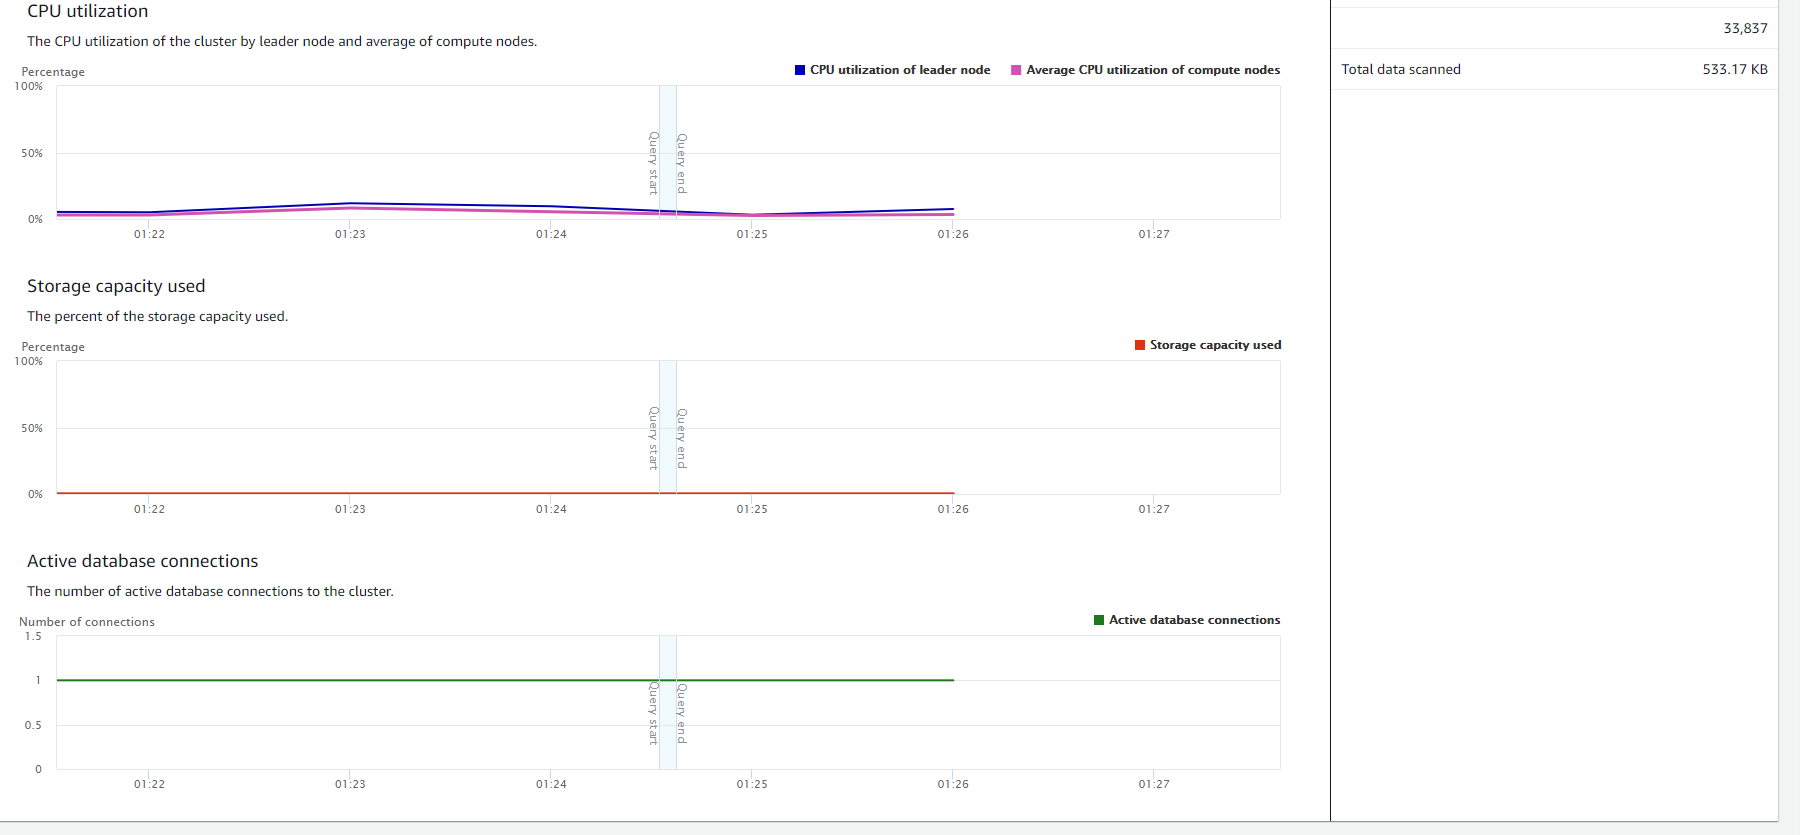 CPU utilization
The CPU utilization of the cluster by leader node and average of compute nodes.
Percentage
CPU utilization of leader node
Average CPU utilization of compute nodes
100%
50%
0%
Query start
Query end
01:22
01:23
01:24
01:25
01:26
01:27
Storage capacity used
The percent of the storage capacity used.
Percentage
Storage capacity used
100%
50%
0%
Query start
Query end
01:22
01:23
01:24
01:25
01:26
01:27
Active database connections
The number of active database connections to the cluster.
Number of connections
Active database connections
1.5
1
0.5
0
Query start
Query end
01:22
01:23
01:24
01:25
01:26
01:27
33,837
Total data scanned 533.17 KB